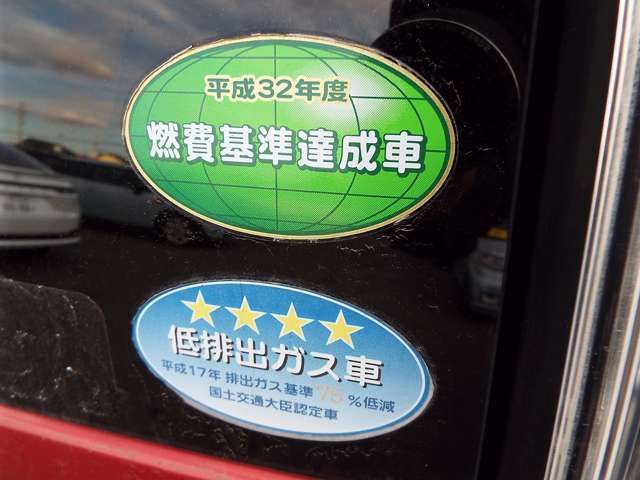 平成32年度
燃費基準達成車
低排出ガス車
平成17年 排出ガス基準 75 %低減
国土交通大臣認定車